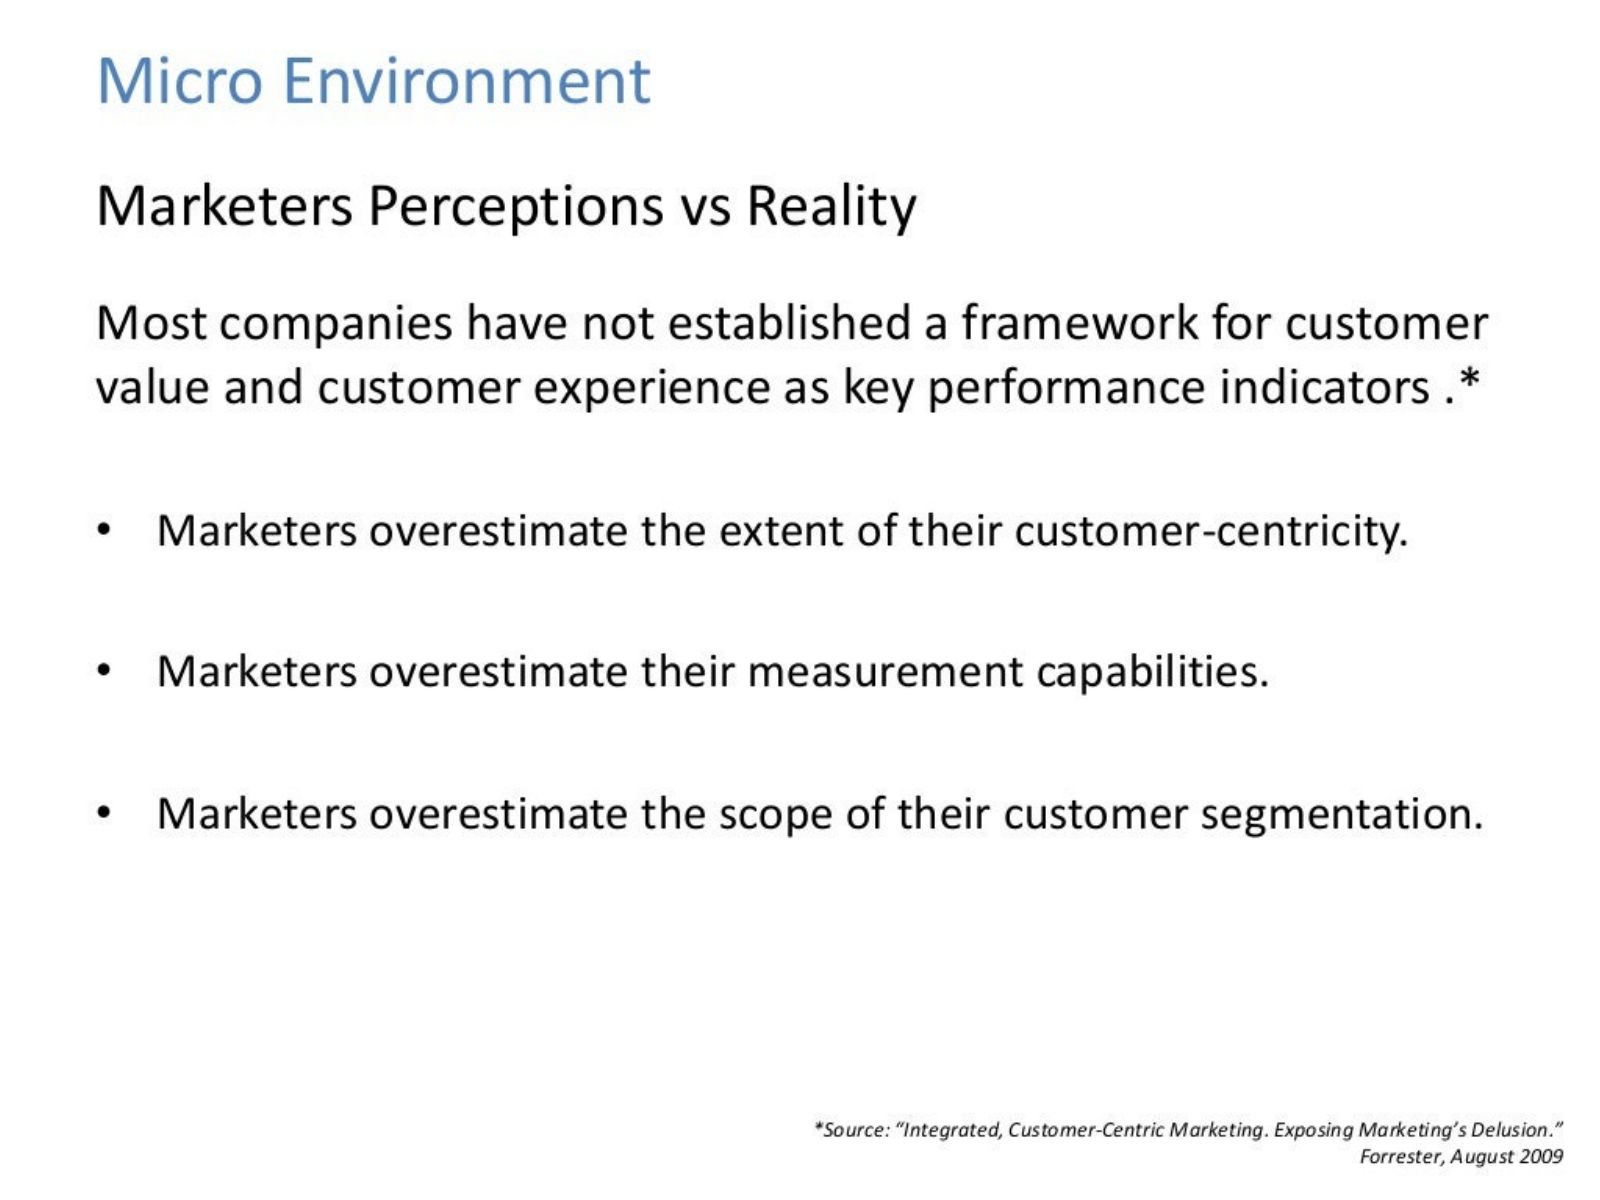 Micro Environment
Marketers Perceptions vs Reality
Most companies have not established a framework for customer
value and customer experience as key performance indicators .*
• Marketers overestimate the extent of their customer-centricity.
• Marketers overestimate their measurement capabilities.
• Marketers overestimate the scope of their customer segmentation.
*Source: “Integrated, Customer-Centric Marketing. Exposing Marketing’s Delusion.”
Forrester, August 2009